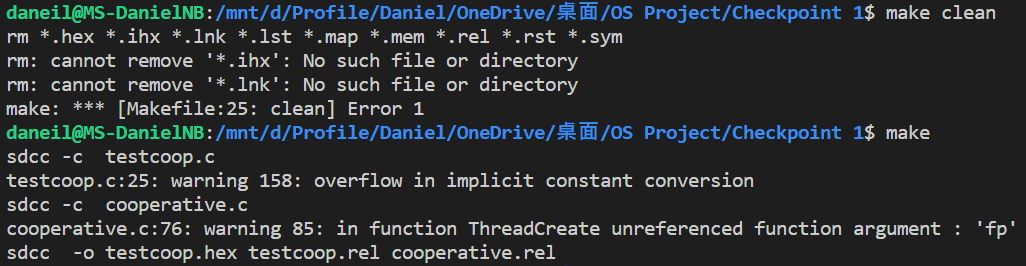 daneil@MS-DanielNB:/mnt/d/Profile/Daniel/OneDrive/桌面/OS Project/Checkpoint 1$ make clean
rm *.hex *.ihx *.lnk *.lst *.map *.mem *.rel *.rst *.sym
rm: cannot remove '*.ihx': No such file or directory
rm: cannot remove '*.lnk': No such file or directory
make: *** [Makefile:25: clean] Error 1
daneil@MS-DanielNB:/mnt/d/Profile/Daniel/OneDrive/桌面/OS Project/Checkpoint 1$ make
sdcc -c  testcoop.c
testcoop.c:25: warning 158: overflow in implicit constant conversion
sdcc -c  cooperative.c
cooperative.c:76: warning 85: in function ThreadCreate unreferenced function argument : 'fp'
sdcc  -o testcoop.hex testcoop.rel cooperative.rel